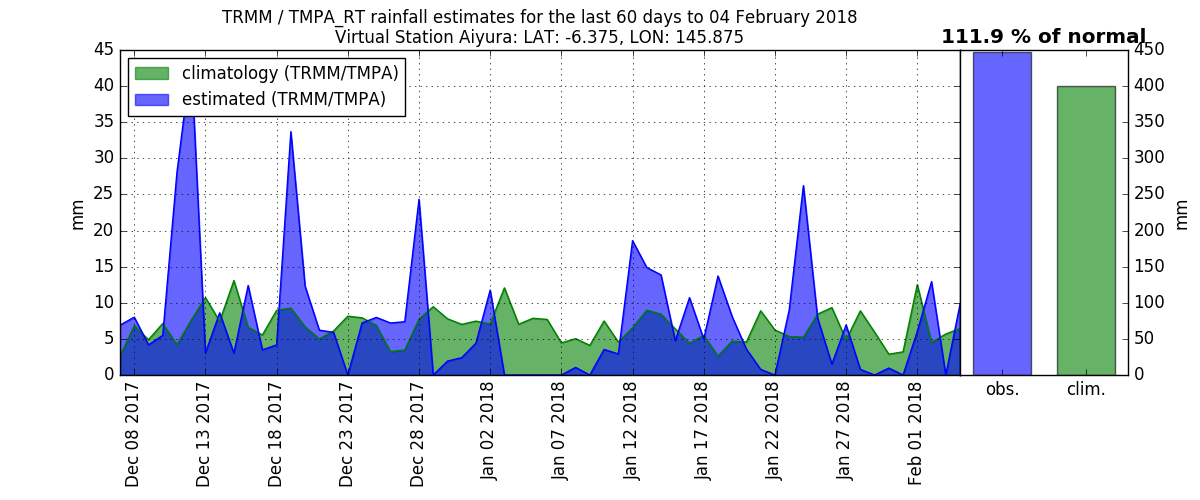 TRMM / TMPA_RT rainfall estimates for the last 60 days to 04 February 2018
Virtual Station Aiyura: LAT: -6.375, LON: 145.875
111.9 % of normal
climatology (TRMM/TMPA)
estimated (TRMM/TMPA)
mm
45
40
35
30
25
20
15
10
5
0
Dec 08 2017
Dec 13 2017
Dec 18 2017
Dec 23 2017
Dec 28 2017
Jan 02 2018
Jan 07 2018
Jan 12 2018
Jan 17 2018
Jan 22 2018
Jan 27 2018
Feb 01 2018
obs.
clim.
450
400
350
300
250
200
150
100
50
0
mm